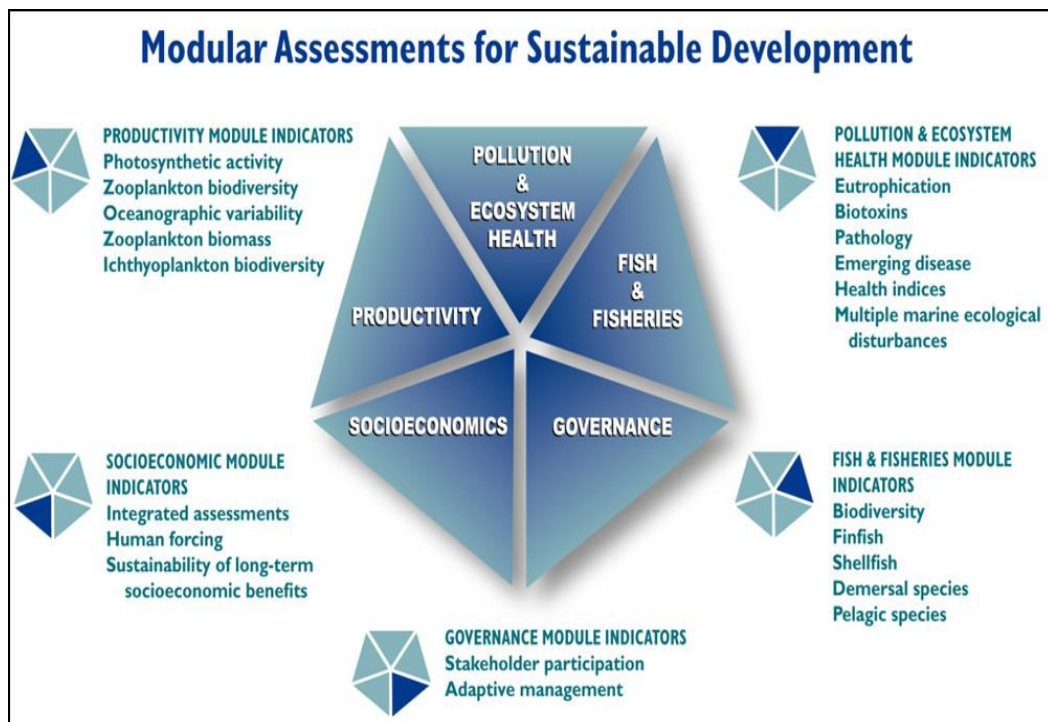 Modular Assessments for Sustainable Development
PRODUCTIVITY MODULE INDICATORS
Photosynthetic activity
Zooplankton biodiversity
Oceanographic variability
Zooplankton biomass
Ichthyoplankton biodiversity
POLLUTION
&
ECOSYSTEM
HEALTH
FISH
&
FISHERIES
PRODUCTIVITY
SOCIOECONOMICS
GOVERNANCE
POLLUTION & ECOSYSTEM
HEALTH MODULE INDICATORS
Eutrophication
Biotoxins
Pathology
Emerging disease
Health indices
Multiple marine ecological
disturbances
SOCIOECONOMIC MODULE
INDICATORS
Integrated assessments
Human forcing
Sustainability of long-term
socioeconomic benefits
FISH & FISHERIES MODULE
INDICATORS
Biodiversity
Finfish
Shellfish
Demersal species
Pelagic species
GOVERNANCE MODULE INDICATORS
Stakeholder participation
Adaptive management